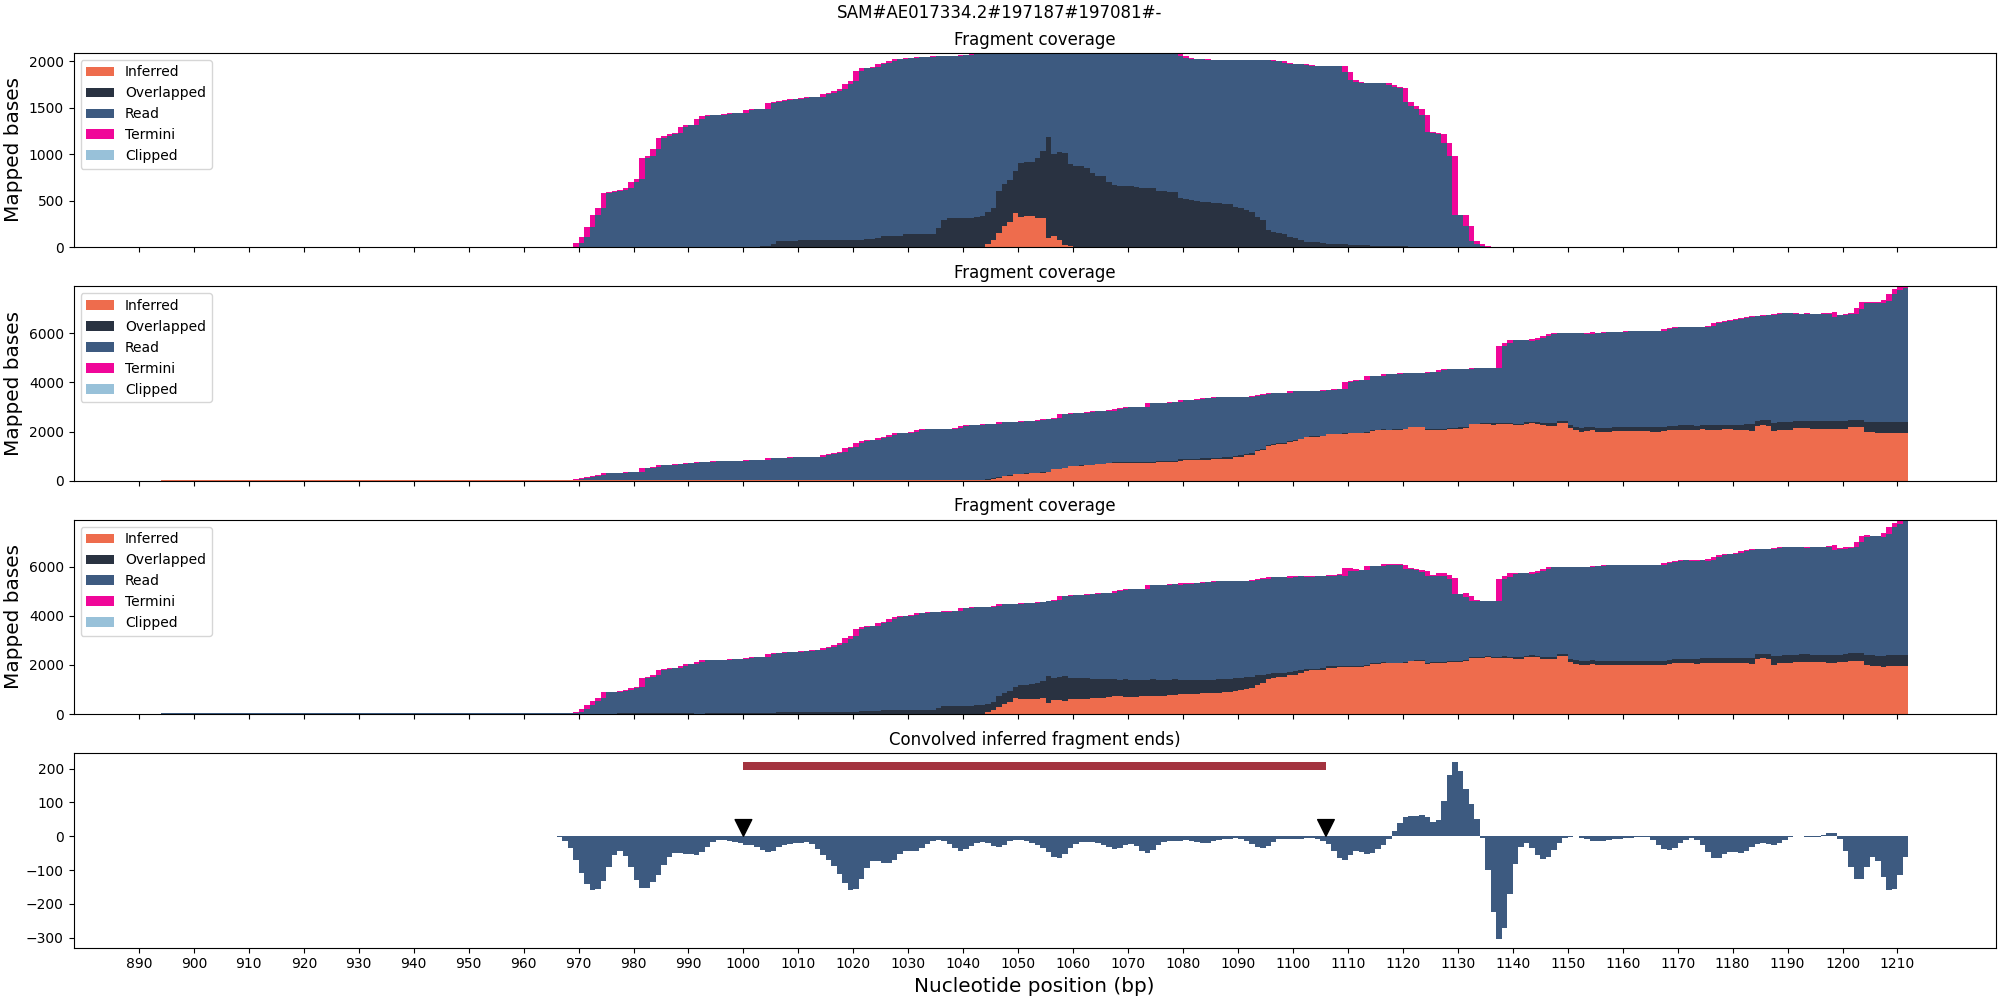 SAM#AE017334.2#197187#197081#-
Fragment coverage
Mapped bases
2000
1500
1000
500
0
Inferred
Overlapped
Read
Termini
Clipped
Fragment coverage
Mapped bases
6000
4000
2000
0
Inferred
Overlapped
Read
Termini
Clipped
Fragment coverage
Mapped bases
6000
4000
2000
0
Inferred
Overlapped
Read
Termini
Clipped
Convolved inferred fragment ends)
200
100
0
−100
−200
−300
890 900 910 920 930 940 950 960 970 980 990 1000 1010 1020 1030 1040 1050 1060 1070 1080 1090 1100 1110 1120 1130 1140 1150 1160 1170 1180 1190 1200 1210
Nucleotide position (bp)